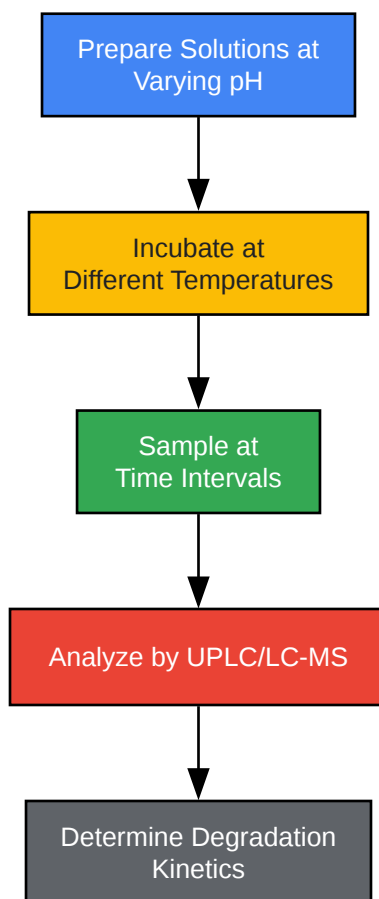 Prepare Solutions at
Varying pH
Incubate at
Different Temperatures
Sample at
Time Intervals
Analyze by UPLC/LC-MS
Determine Degradation
Kinetics